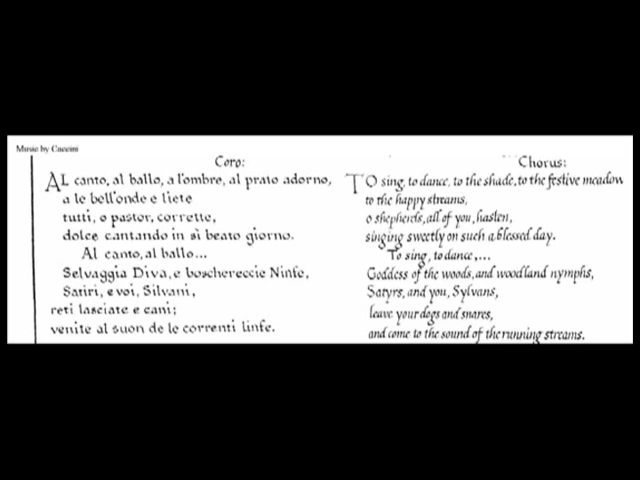 Music by Caccini
Coro:
AL canto, al ballo, a l'ombre, al prato adorno,
a le bell'onde e liete
tutti, o pastor, correte,
dolce cantando in sì beato giorno.
Al canto, al ballo...
Selvaggia Diva, e boschereccie Ninfe,
Satiri, e voi, Silvani,
reti lasciate e cani;
venite al suon de le correnti linfe.
Chorus:
TO sing, to dance, to the shade, to the festive meadow
to the happy streams,
o shepherds, all of you, hasten,
singing sweetly on such a blessed day.
To sing, to dance,...
Goddess of the woods, and woodland nymphs,
Satyrs, and you, Sylvans,
leave your dogs and snares,
and come to the sound of the running streams.